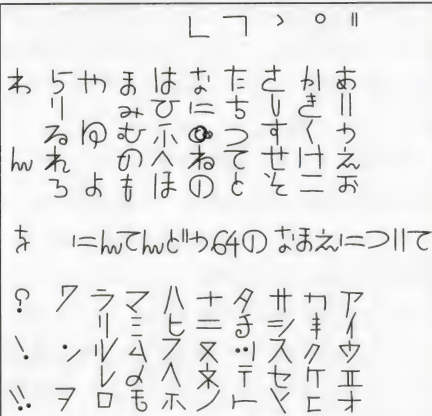 ゛
゜
、
﹁
﹂
あいうえお
かきくけこ
さしすせそ
たちつてと
なにぬねの
はひふへほ
まみむめも
やゆよ
らりるれろ
わんを
にんてんどう64の なまえについて
アイウエオ
カキクケコ
サシスセソ
タチツテト
ナニヌネノ
ハヒフヘホ
マミムメモ
ラリルレロ
ワンヲ
?!